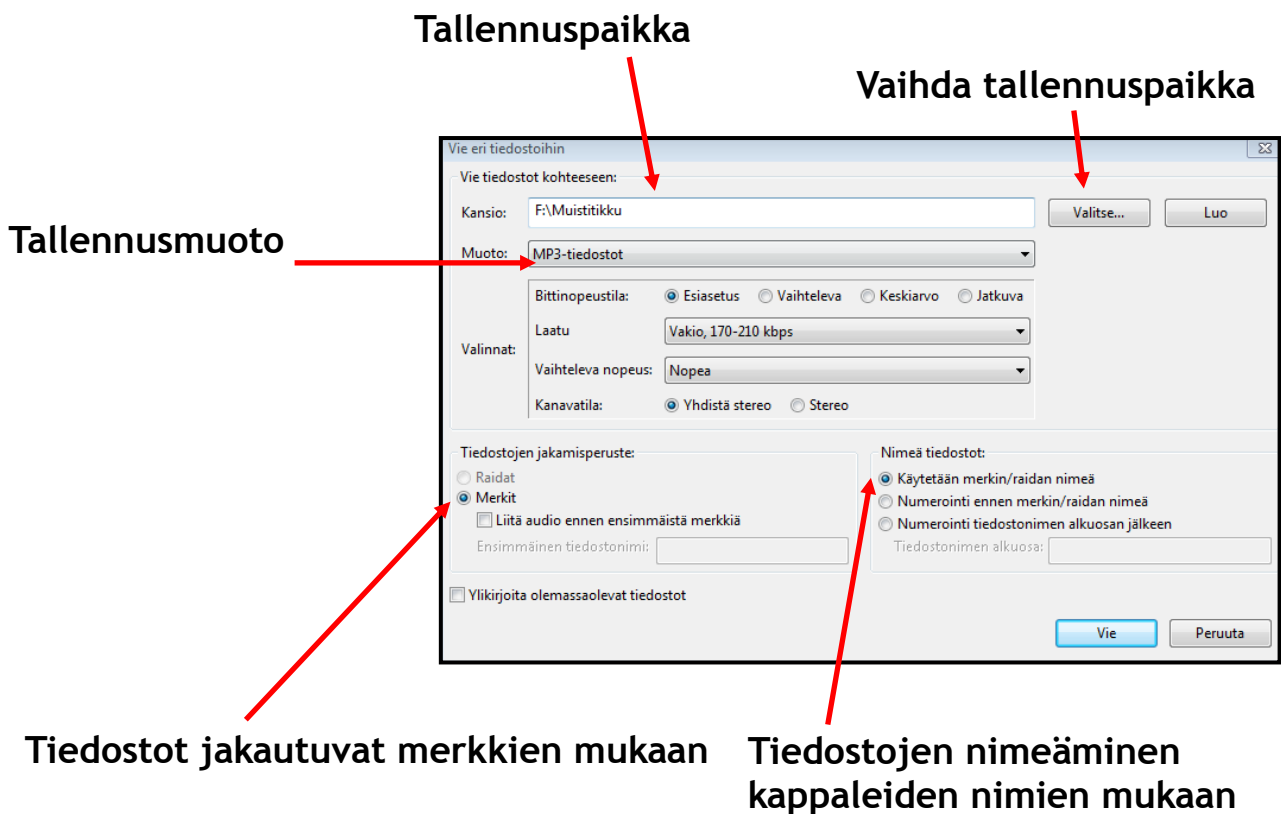 Tallennuspaikka
Vaihda tallennuspaikka
Tallennusmuoto
Vie eri tiedostoihin
Vie tiedostot kohteeseen:
Kansio: F:\Muistitikku Valitse... Luo
Muoto: MP3-tiedostot
Valinnat:
Bittinopeustila: Esiasetus Vaihteleva Keskiarvo Jatkuva
Laatu Vakio, 170-210 kbps
Vaihteleva nopeus: Nopea
Kanavatila: Yhdistä stereo Stereo
Tiedostojen jakamisperuste:
Raidat
Merkit
Liitä audio ennen ensimmäistä merkkiä
Ensimmäinen tiedostonimi:
Nimeä tiedostot:
Käytetään merkin/raidan nimeä
Numerointi ennen merkin/raidan nimeä
Numerointi tiedostonimen alkuosan jälkeen
Tiedostonimen alkuosa:
Ylikirjoita olemassaolevat tiedostot
Vie Peruuta
Tiedostot jakautuvat merkkien mukaan
Tiedostojen nimeäminen
kappaleiden nimien mukaan